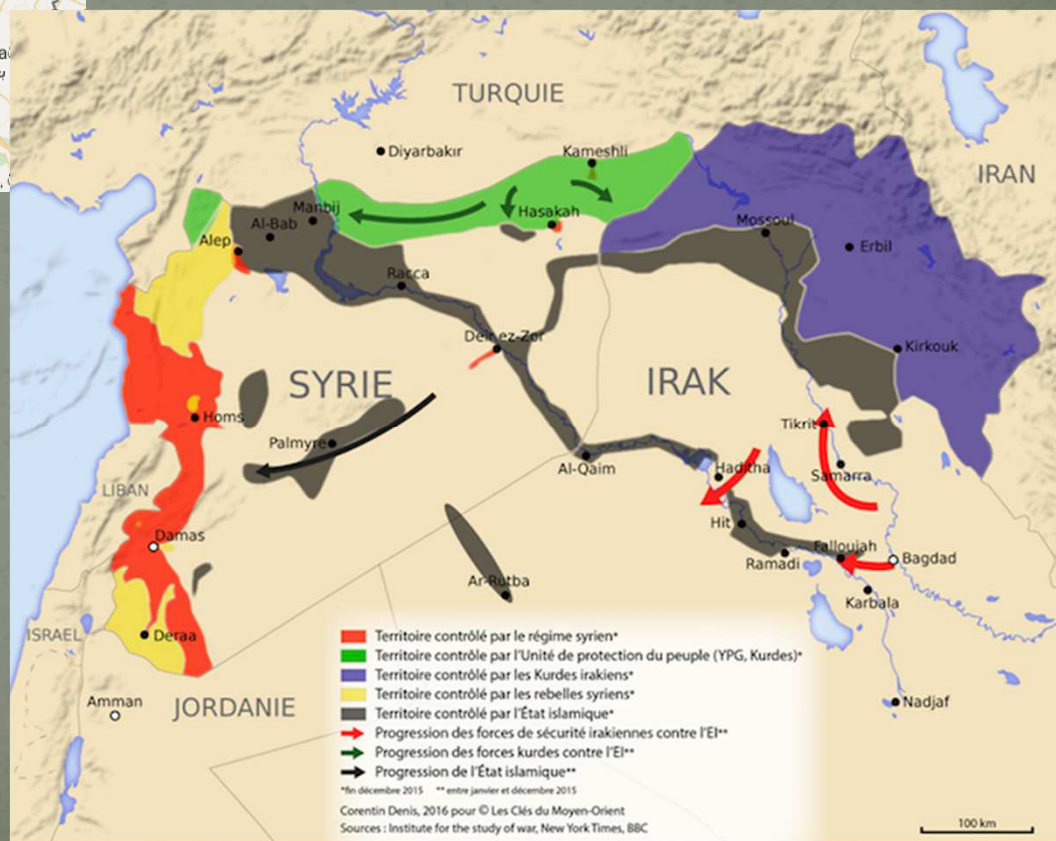 TURQUIE
Diyarbakır
Kameshli
IRAN
Manbij
Hasakah
Al-Bab
Mossoul
Alep
Erbil
Racca
Deir ez-Zor
Kirkouk
SYRIE
IRAK
Homs
Tikrit
Palmyre
Al-Qaim
Haditha
Samarra
LIBAN
Hit
Damas
Falloujah
Bagdad
Ramadi
Ar-Rutba
Karbala
ISRAEL
Deraa
Amman
JORDANIE
Nadjaf
Territoire contrôlé par le régime syrien*
Territoire contrôlé par l'Unité de protection du peuple (YPG, Kurdes)*
Territoire contrôlé par les Kurdes irakiens*
Territoire contrôlé par les rebelles syriens*
Territoire contrôlé par l'État islamique*
Progression des forces de sécurité irakiennes contre l'EI**
Progression des forces kurdes contre l'EI**
Progression de l'État islamique**
*fin décembre 2015 ** entre janvier et décembre 2015
Corentin Denis, 2016 pour © Les Clés du Moyen-Orient
Sources : Institute for the study of war, New York Times, BBC
100 km